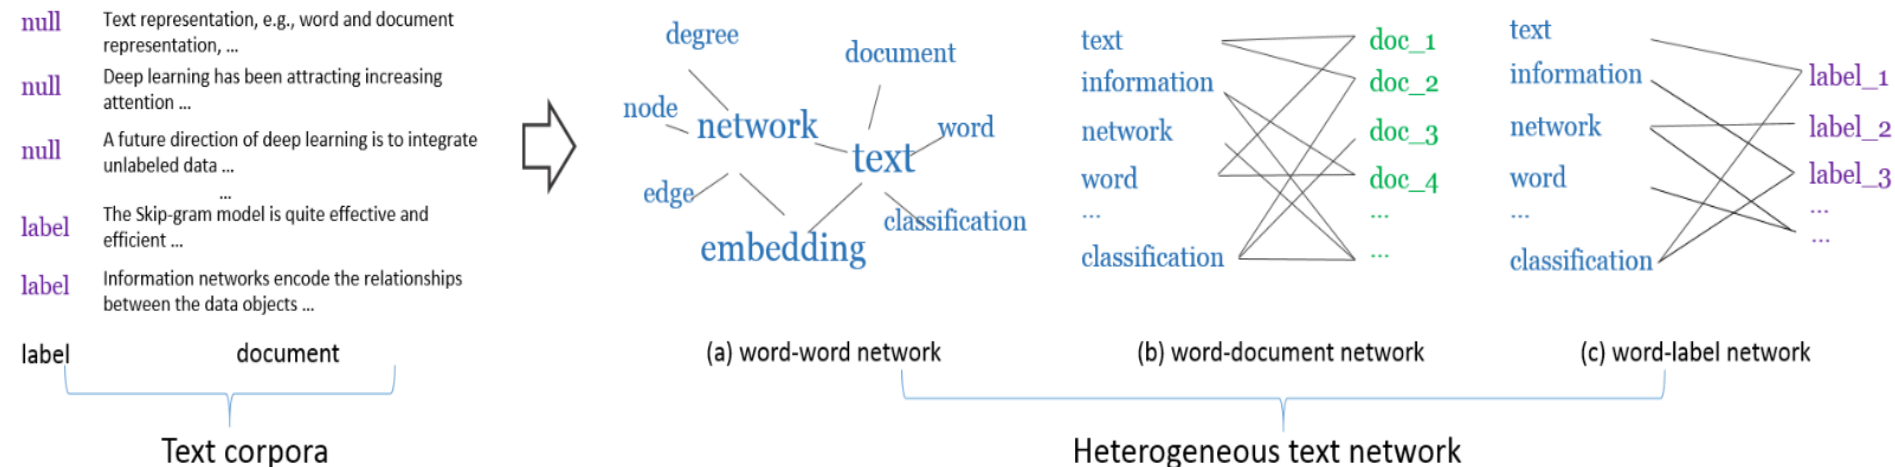 null
Text representation, e.g., word and document
representation, ...
null
Deep learning has been attracting increasing
attention ...
null
A future direction of deep learning is to integrate
unlabeled data ...
...
label
The Skip-gram model is quite effective and
efficient ...
label
Information networks encode the relationships
between the data objects ...
label
document
Text corpora
degree
document
node
network
word
text
edge
classification
embedding
(a) word-word network
text
information
network
word
...
classification
doc_1
doc_2
doc_3
doc_4
...
...
(b) word-document network
text
information
network
word
...
classification
label_1
label_2
label_3
...
...
(c) word-label network
Heterogeneous text network